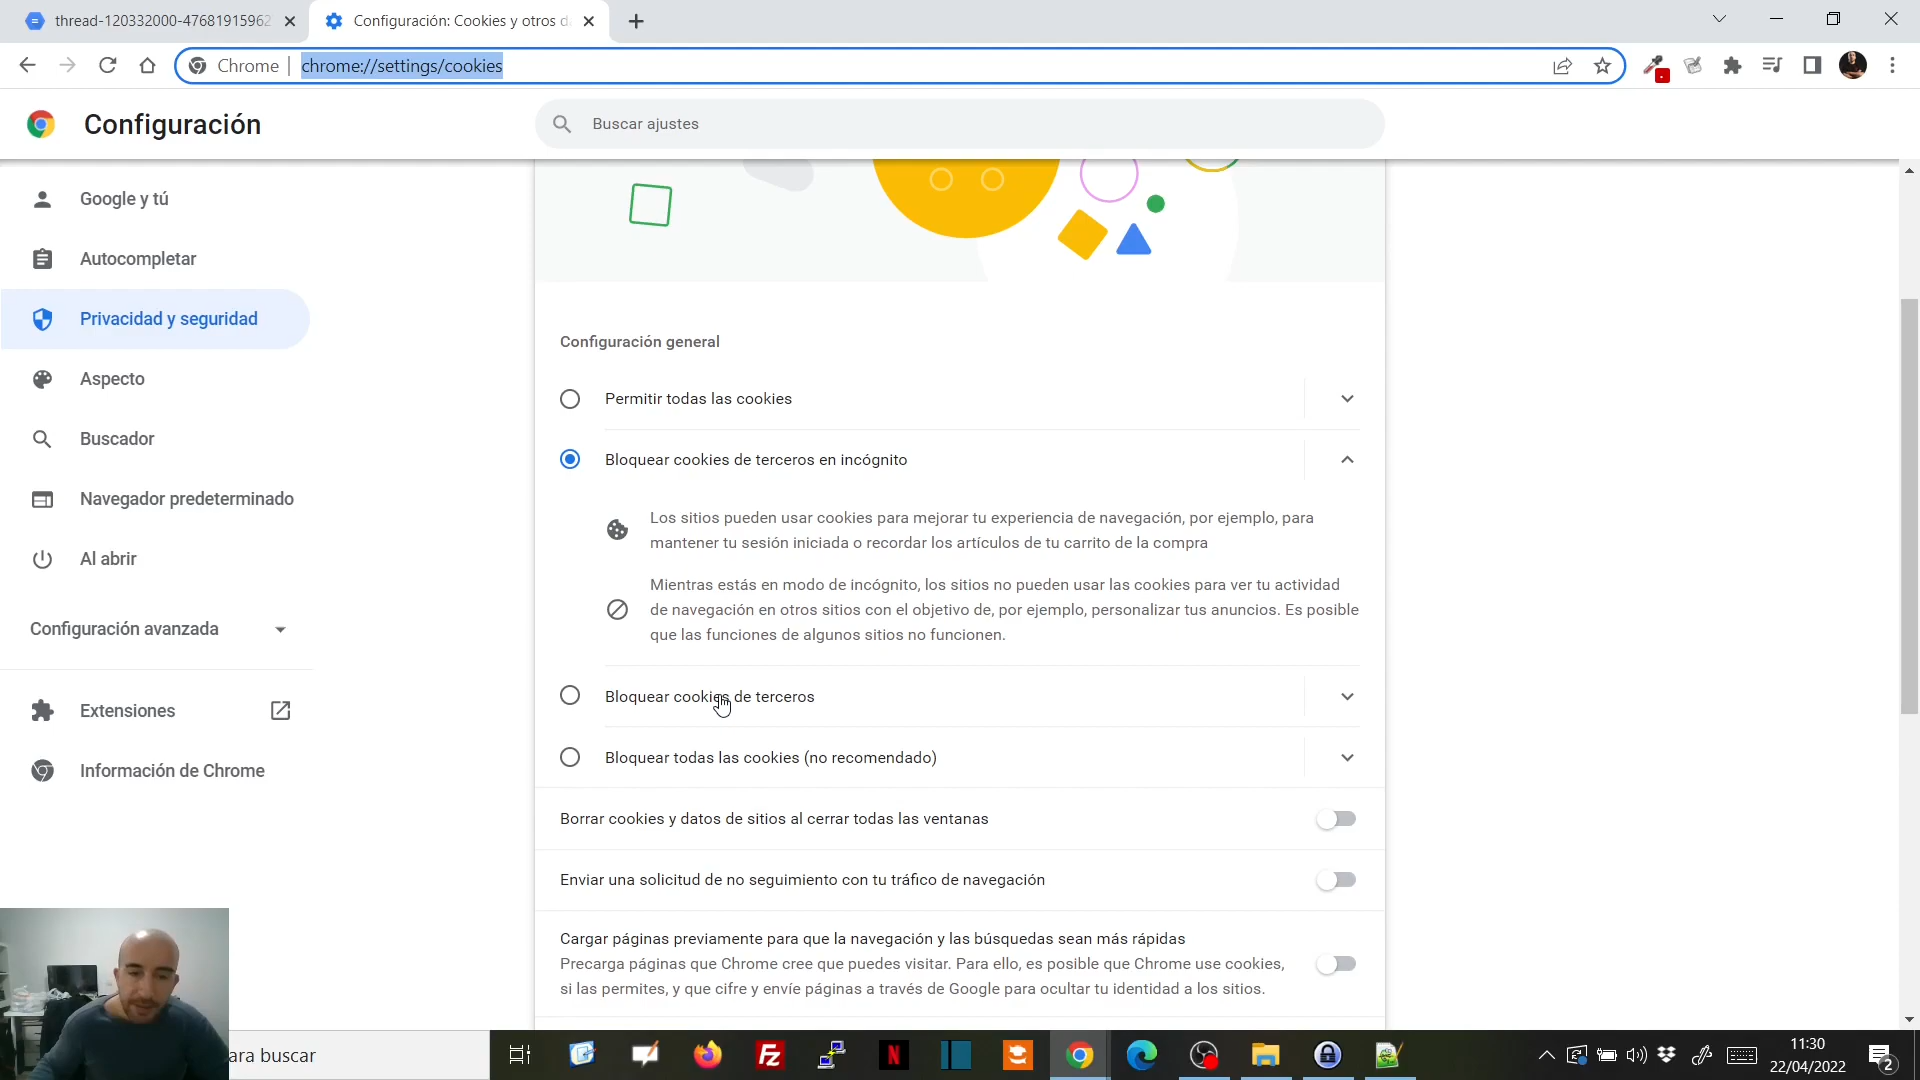 thread-120332000-47681915962
Configuración: Cookies y otros d
Chrome
chrome://settings/cookies
Configuración
Buscar ajustes
Google y tú
Autocompletar
Privacidad y seguridad
Aspecto
Buscador
Navegador predeterminado
Al abrir
Configuración avanzada
Extensiones
Información de Chrome
Configuración general
Permitir todas las cookies
Bloquear cookies de terceros en incógnito
Los sitios pueden usar cookies para mejorar tu experiencia de navegación, por ejemplo, para
mantener tu sesión iniciada o recordar los artículos de tu carrito de la compra
Mientras estás en modo de incógnito, los sitios no pueden usar las cookies para ver tu actividad
de navegación en otros sitios con el objetivo de, por ejemplo, personalizar tus anuncios. Es posible
que las funciones de algunos sitios no funcionen.
Bloquear cookies de terceros
Bloquear todas las cookies (no recomendado)
Borrar cookies y datos de sitios al cerrar todas las ventanas
Enviar una solicitud de no seguimiento con tu tráfico de navegación
Cargar páginas previamente para que la navegación y las búsquedas sean más rápidas
Precarga páginas que Chrome cree que puedes visitar. Para ello, es posible que Chrome use cookies,
si las permites, y que cifre y envíe páginas a través de Google para ocultar tu identidad a los sitios.
ara buscar
Fz
N
11:30
22/04/2022
2